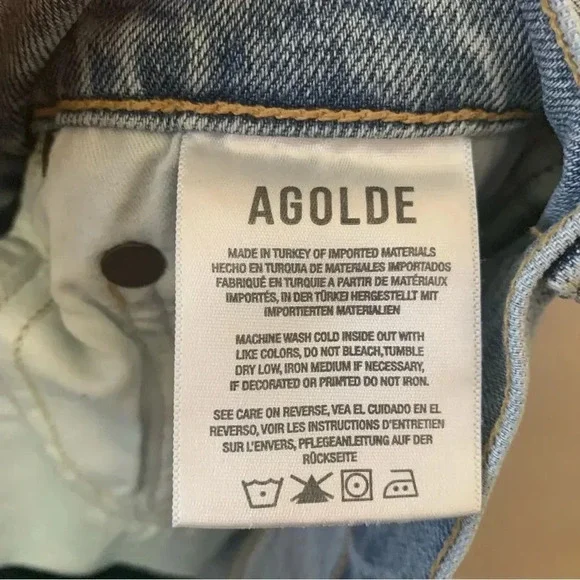 AGOLDE
MADE IN TURKEY OF IMPORTED MATERIALS
HECHO EN TURQUIA DE MATERIALES IMPORTADOS
FABRIQUÉ EN TURQUIE A PARTIR DE MATÉRIAUX
IMPORTÉS, IN DER TÜRKEI HERGESTELLT MIT
IMPORTIERTEN MATERIALIEN
MACHINE WASH COLD INSIDE OUT WITH
LIKE COLORS, DO NOT BLEACH,TUMBLE
DRY LOW, IRON MEDIUM IF NECESSARY,
IF DECORATED OR PRINTED DO NOT IRON.
SEE CARE ON REVERSE, VEA EL CUIDADO EN EL
REVERSO, VOIR LES INSTRUCTIONS D'ENTRETIEN
SUR L'ENVERS, PFLEGEANLEITUNG AUF DER
RÜCKSEITE